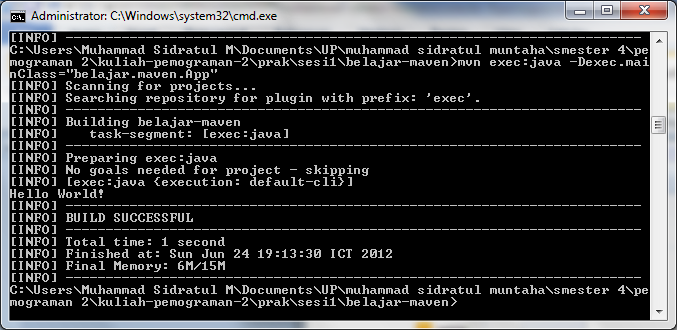 Administrator: C:\Windows\system32\cmd.exe
[INFO] ------------------------------------------------------------------------
C:\Users\Muhammad Sidratul M\Documents\UP\muhammad sidratul muntaha\smester 4\pe
mograman 2\kuliah-pemograman-2\prak\sesi1\belajar-maven>mvn exec:java -Dexec.mai
nClass="belajar.maven.App"
[INFO] Scanning for projects...
[INFO] Searching repository for plugin with prefix: 'exec'.
[INFO] ------------------------------------------------------------------------
[INFO] Building belajar-maven
[INFO]    task-segment: [exec:java]
[INFO] ------------------------------------------------------------------------
[INFO] Preparing exec:java
[INFO] No goals needed for project - skipping
[INFO] [exec:java {execution: default-cli}]
Hello World!
[INFO] ------------------------------------------------------------------------
[INFO] BUILD SUCCESSFUL
[INFO] ------------------------------------------------------------------------
[INFO] Total time: 1 second
[INFO] Finished at: Sun Jun 24 19:13:30 ICT 2012
[INFO] Final Memory: 6M/15M
[INFO] ------------------------------------------------------------------------
C:\Users\Muhammad Sidratul M\Documents\UP\muhammad sidratul muntaha\smester 4\pe
mograman 2\kuliah-pemograman-2\prak\sesi1\belajar-maven>